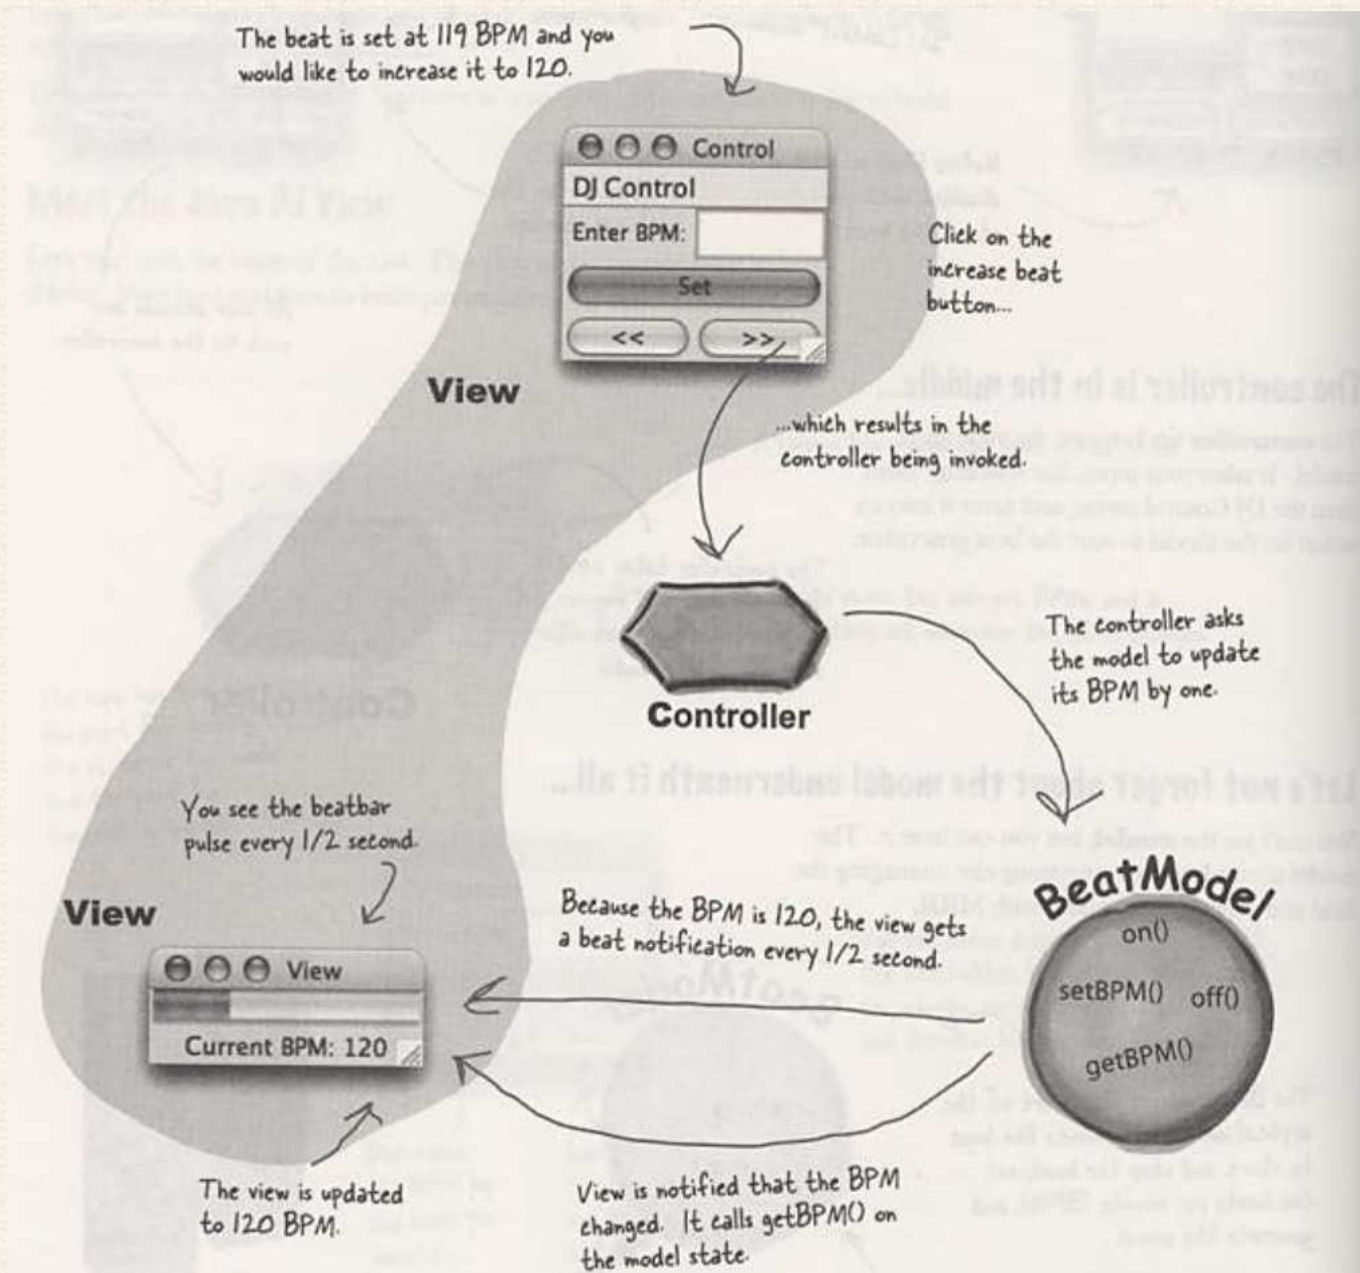 The beat is set at 119 BPM and you
would like to increase it to 120.
Control
DJ Control
Enter BPM:
Set
<<
>>
Click on the
increase beat
button...
View
...which results in the
controller being invoked.
Controller
The controller asks
the model to update
its BPM by one.
You see the beatbar
pulse every 1/2 second.
View
View
Current BPM: 120
Because the BPM is 120, the view gets
a beat notification every 1/2 second.
BeatModel
on()
setBPM()
off()
getBPM()
The view is updated
to 120 BPM.
View is notified that the BPM
changed. It calls getBPM() on
the model state.